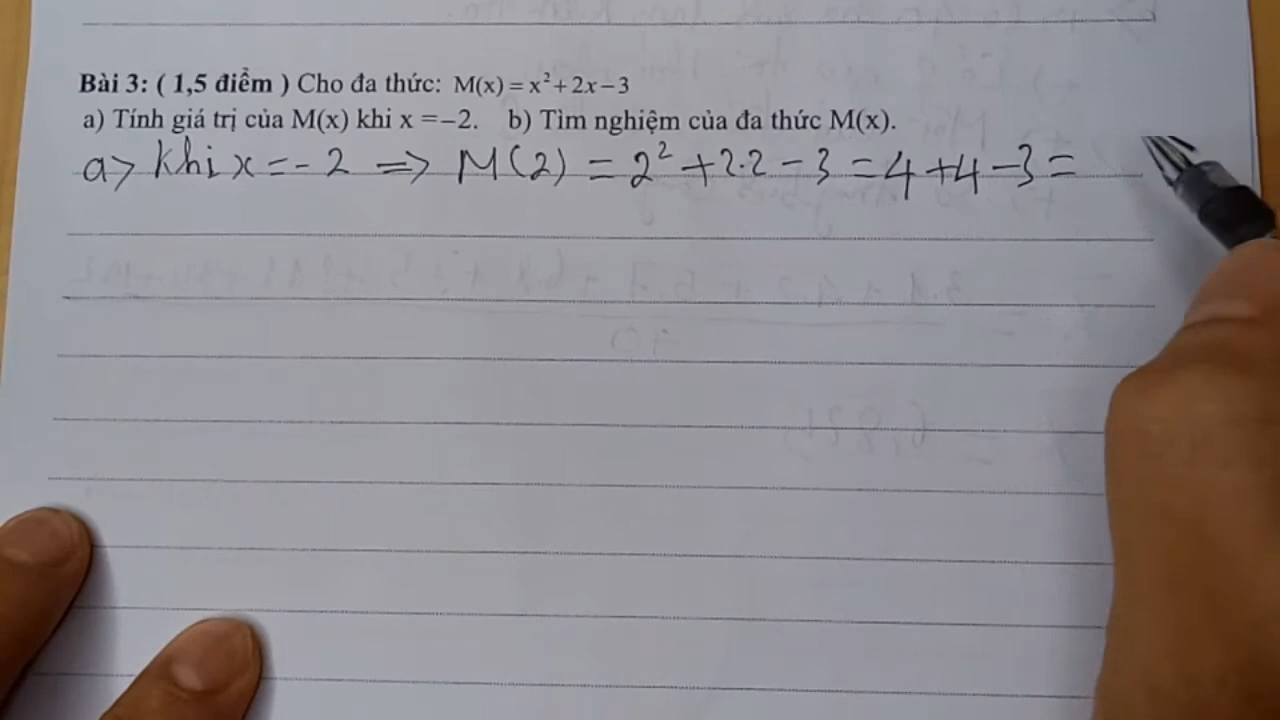 Bài 3: ( 1,5 điểm ) Cho đa thức: M(x) = x² + 2x − 3
a) Tính giá trị của M(x) khi x = −2. b) Tìm nghiệm của đa thức M(x).
a> khi x = - 2 => M(2) = 2² + 2.2 - 3 = 4 + 4 - 3 =